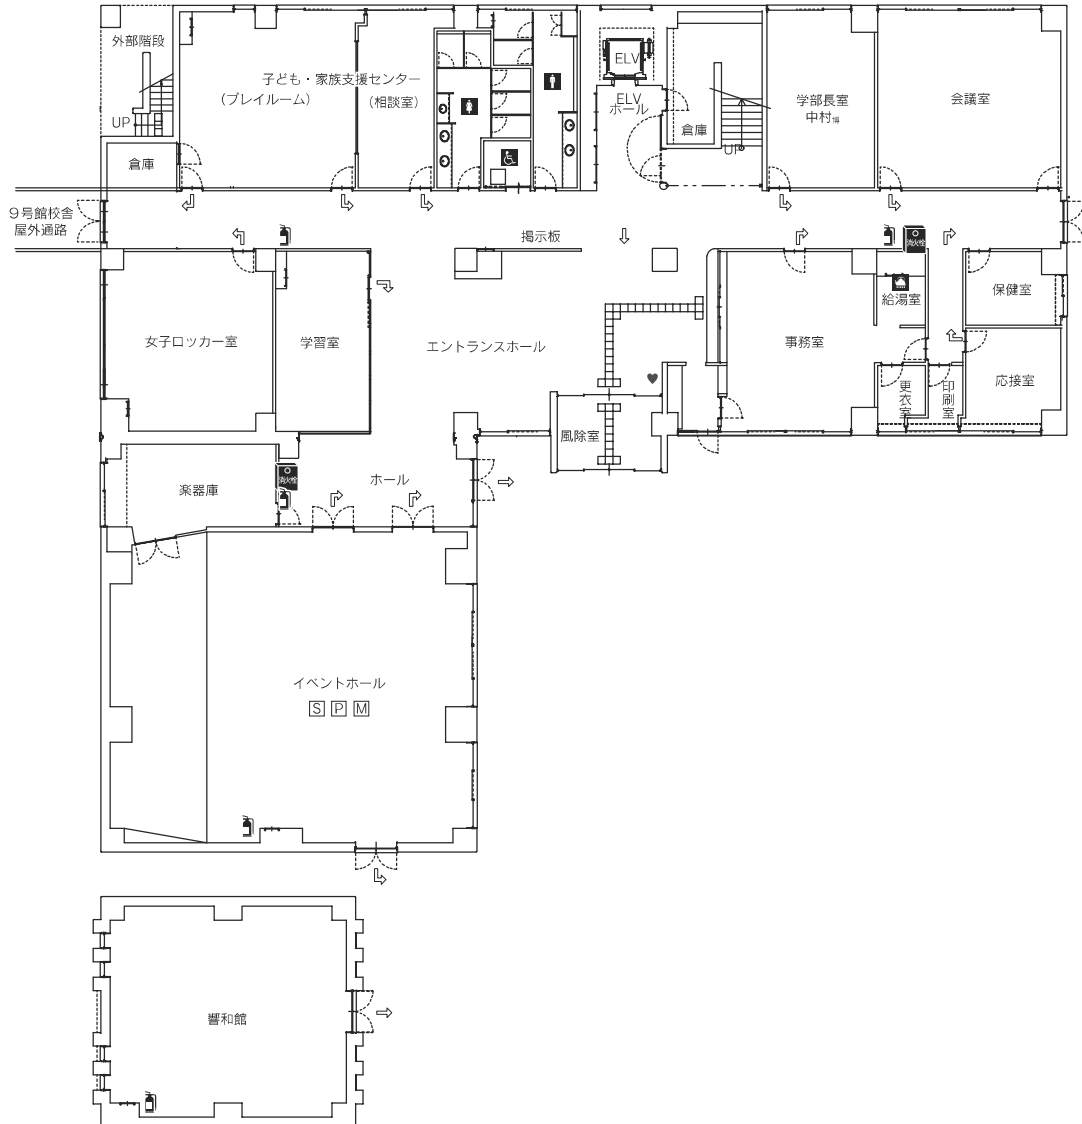 外部階段
UP
倉庫
子ども・家族支援センター
(プレイルーム)
(相談室)
ELV
ELV
ホール
倉庫
UP
学部長室
中村博
会議室
9号館校舎
屋外通路
掲示板
消火栓
給湯室
保健室
女子ロッカー室
学習室
エントランスホール
事務室
更衣室
印刷室
応接室
風除室
楽器庫
消火栓
ホール
イベントホール
S P M
響和館